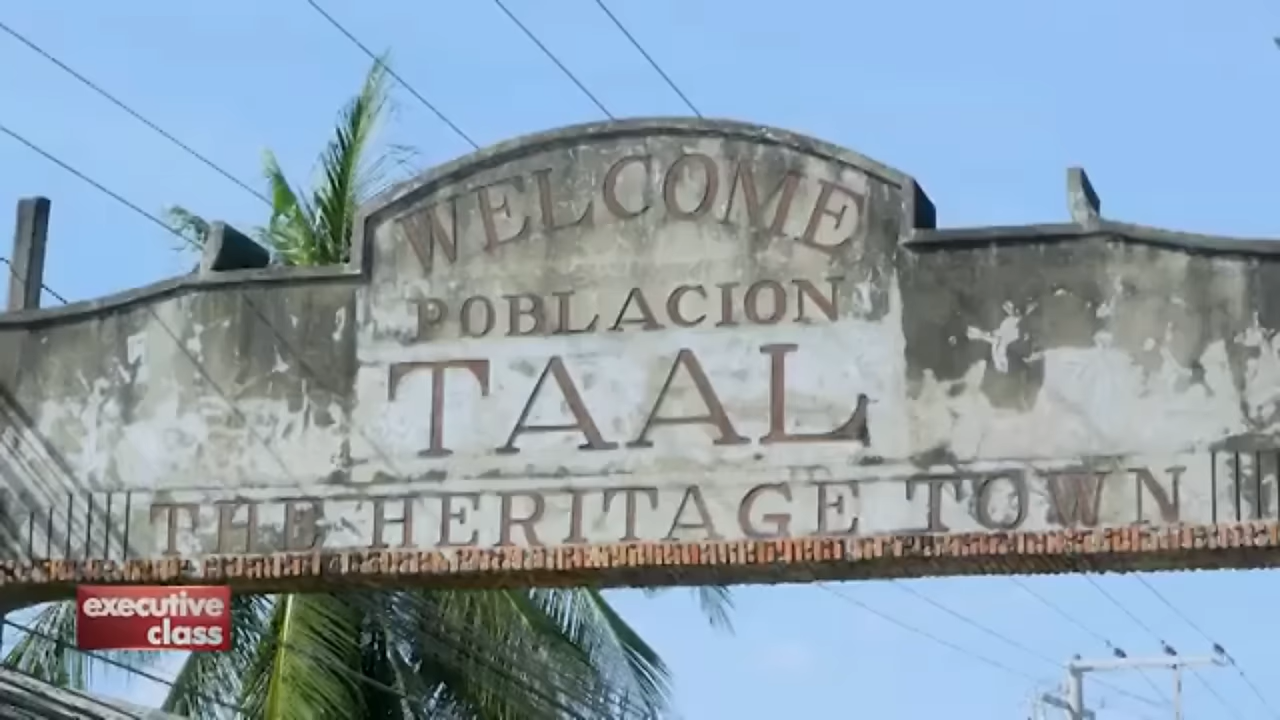 WELCOME
POBLACION
TAAL
THE HERITAGE TOWN
executive
class